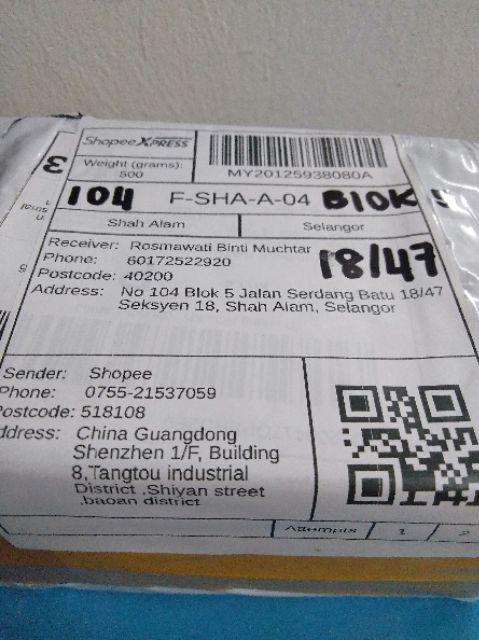 Shopee XPRESS
Weight (grams):
500
MY20125938080A
3
104 F-SHA-A-04 BlOK 5
Shah Alam Selangor
Receiver: Rosmawati Binti Muchtar
18/47
Phone: 60172522920
Postcode: 40200
Address: No 104 Blok 5 Jalan Serdang Batu 18/47
Seksyen 18, Shah Alam, Selangor
Sender: Shopee
Phone: 0755-21537059
Postcode: 518108
ddress: China Guangdong
Shenzhen 1/F, Building
8,Tangtou industrial
District ,Shiyan street
,baoan district
Attempts 1 2